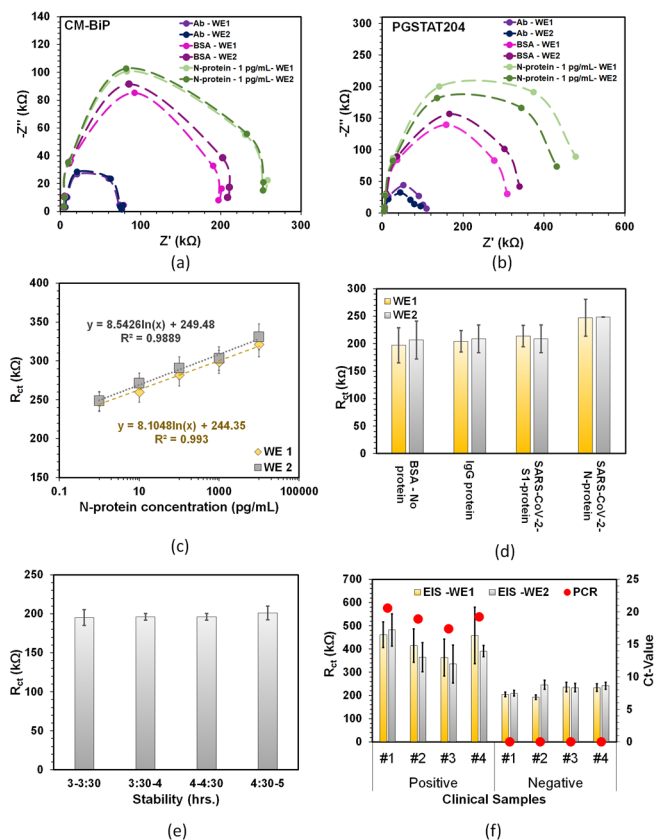 CM-BiP
-Z'' (kΩ)
120
100
80
60
40
20
0
0
100
200
300
Z' (kΩ)
Ab - WE1
Ab - WE2
BSA - WE1
BSA - WE2
N-protein - 1 pg/mL- WE1
N-protein - 1 pg/mL- WE2
(a)
PGSTAT204
-Z'' (kΩ)
-300
-250
-200
-150
-100
-50
0
0
100
200
300
400
500
600
Z' (kΩ)
Ab - WE1
Ab - WE2
BSA - WE1
BSA - WE2
N-protein - 1 pg/mL- WE1
N-protein - 1 pg/mL- WE2
(b)
Rct (kΩ)
400
350
300
250
200
150
100
0.1
10
1000
100000
y = 8.5426ln(x) + 249.48
R² = 0.9889
y = 8.1048ln(x) + 244.35
R² = 0.993
WE 1
WE 2
N-protein concentration (pg/mL)
(c)
Rct (kΩ)
300
250
200
150
100
50
0
WE1
WE2
BSA - No
protein
IgG protein
SARS-CoV-2-
S1-protein
SARS-COV-2-
N-protein
(d)
Rct (kΩ)
250
200
150
100
50
0
3-3:30
3:30-4
4-4:30
4:30-5
Stability (hrs.)
(e)
EIS -WE1
EIS -WE2
PCR
Rct (kΩ)
700
600
500
400
300
200
100
0
25
20
15
10
5
0
Ct-Value
#1
#2
#3
#4
#1
#2
#3
#4
Positive
Negative
Clinical Samples
(f)